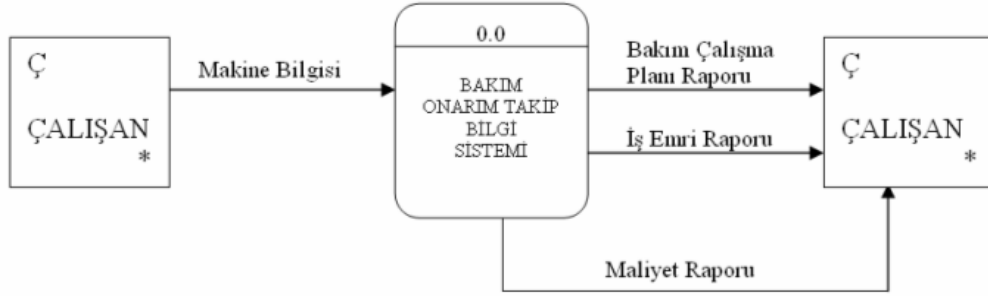 Ç
ÇALIŞAN
*
Makine Bilgisi
0.0
BAKIM
ONARIM TAKİP
BİLGİ
SİSTEMİ
Bakım Çalışma
Planı Raporu
İş Emri Raporu
Maliyet Raporu
Ç
ÇALIŞAN
*